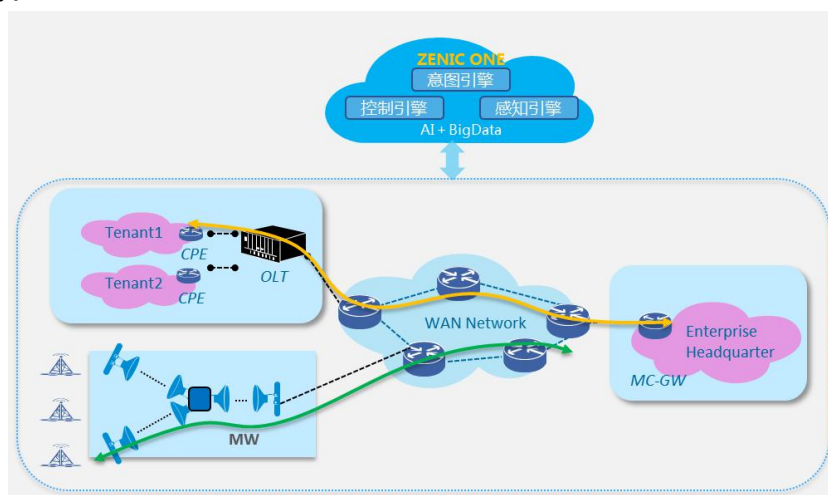 ZENIC ONE
意图引擎
控制引擎
感知引擎
AI + BigData
Tenant1
CPE
OLT
Tenant2
CPE
WAN Network
Enterprise
Headquarter
MC-GW
MW